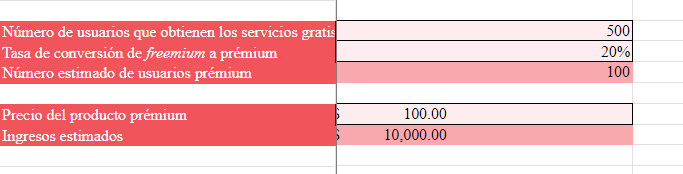 Número de usuarios que obtienen los servicios gratis 500
Tasa de conversión de freemium a prémium 20%
Número estimado de usuarios prémium 100
Precio del producto prémium $ 100.00
Ingresos estimados $ 10,000.00